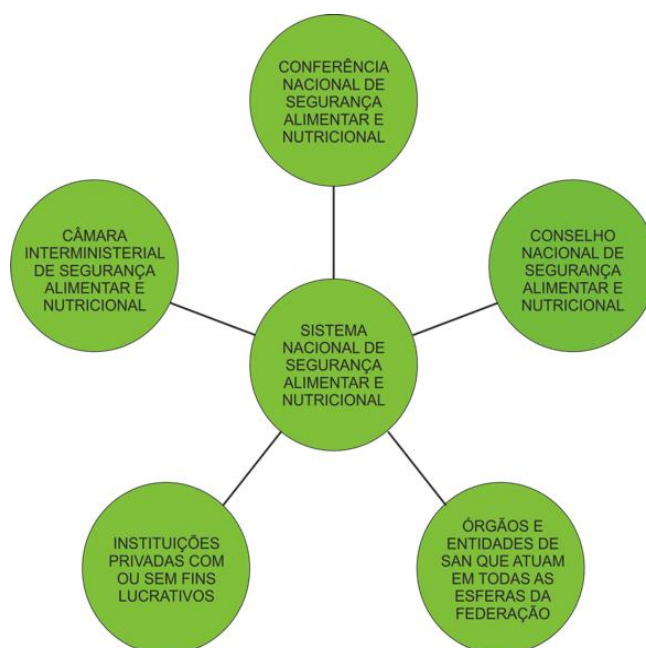 CONFERÊNCIA
NACIONAL DE
SEGURANÇA
ALIMENTAR E
NUTRICIONAL
CÂMARA
INTERMINISTERIAL
DE SEGURANÇA
ALIMENTAR E
NUTRICIONAL
CONSELHO
NACIONAL DE
SEGURANÇA
ALIMENTAR E
NUTRICIONAL
SISTEMA
NACIONAL DE
SEGURANÇA
ALIMENTAR E
NUTRICIONAL
INSTITUIÇÕES
PRIVADAS COM
OU SEM FINS
LUCRATIVOS
ÓRGÃOS E
ENTIDADES DE
SAN QUE ATUAM
EM TODAS AS
ESFERAS DA
FEDERAÇÃO